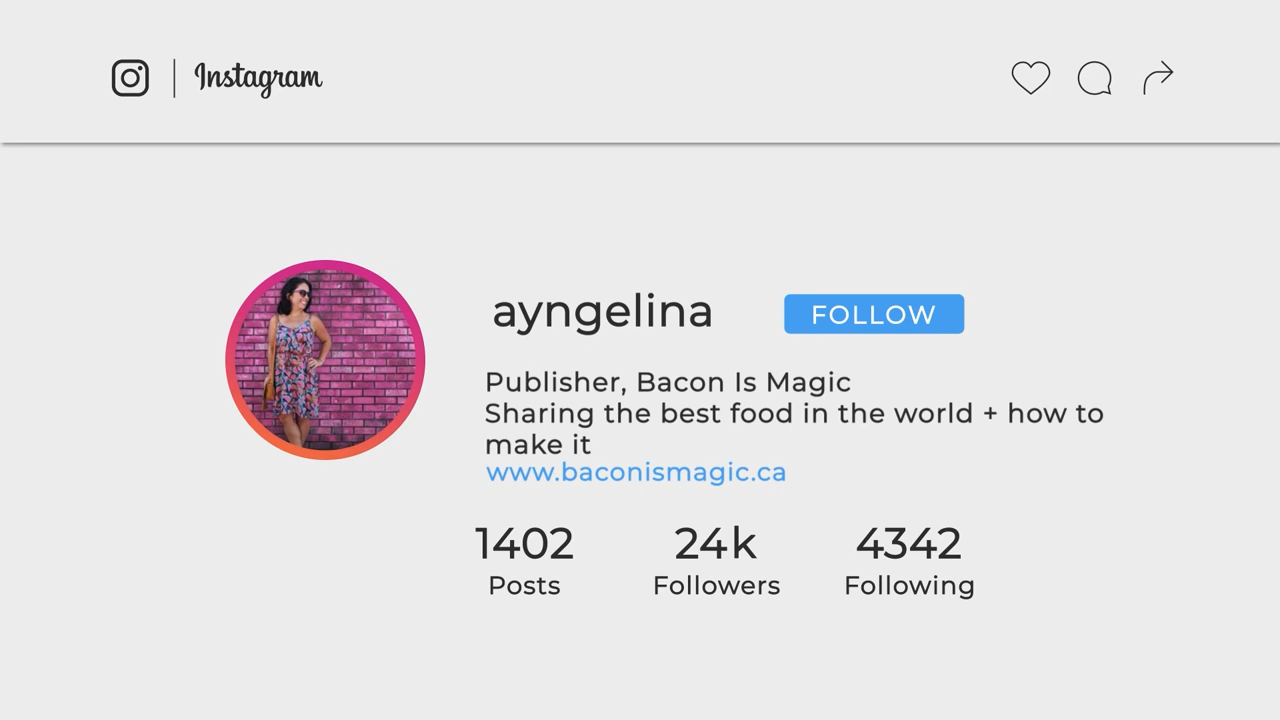 Instagram
ayngelina
FOLLOW
Publisher, Bacon Is Magic
Sharing the best food in the world + how to
make it
www.baconismagic.ca
1402 24k 4342
Posts Followers Following